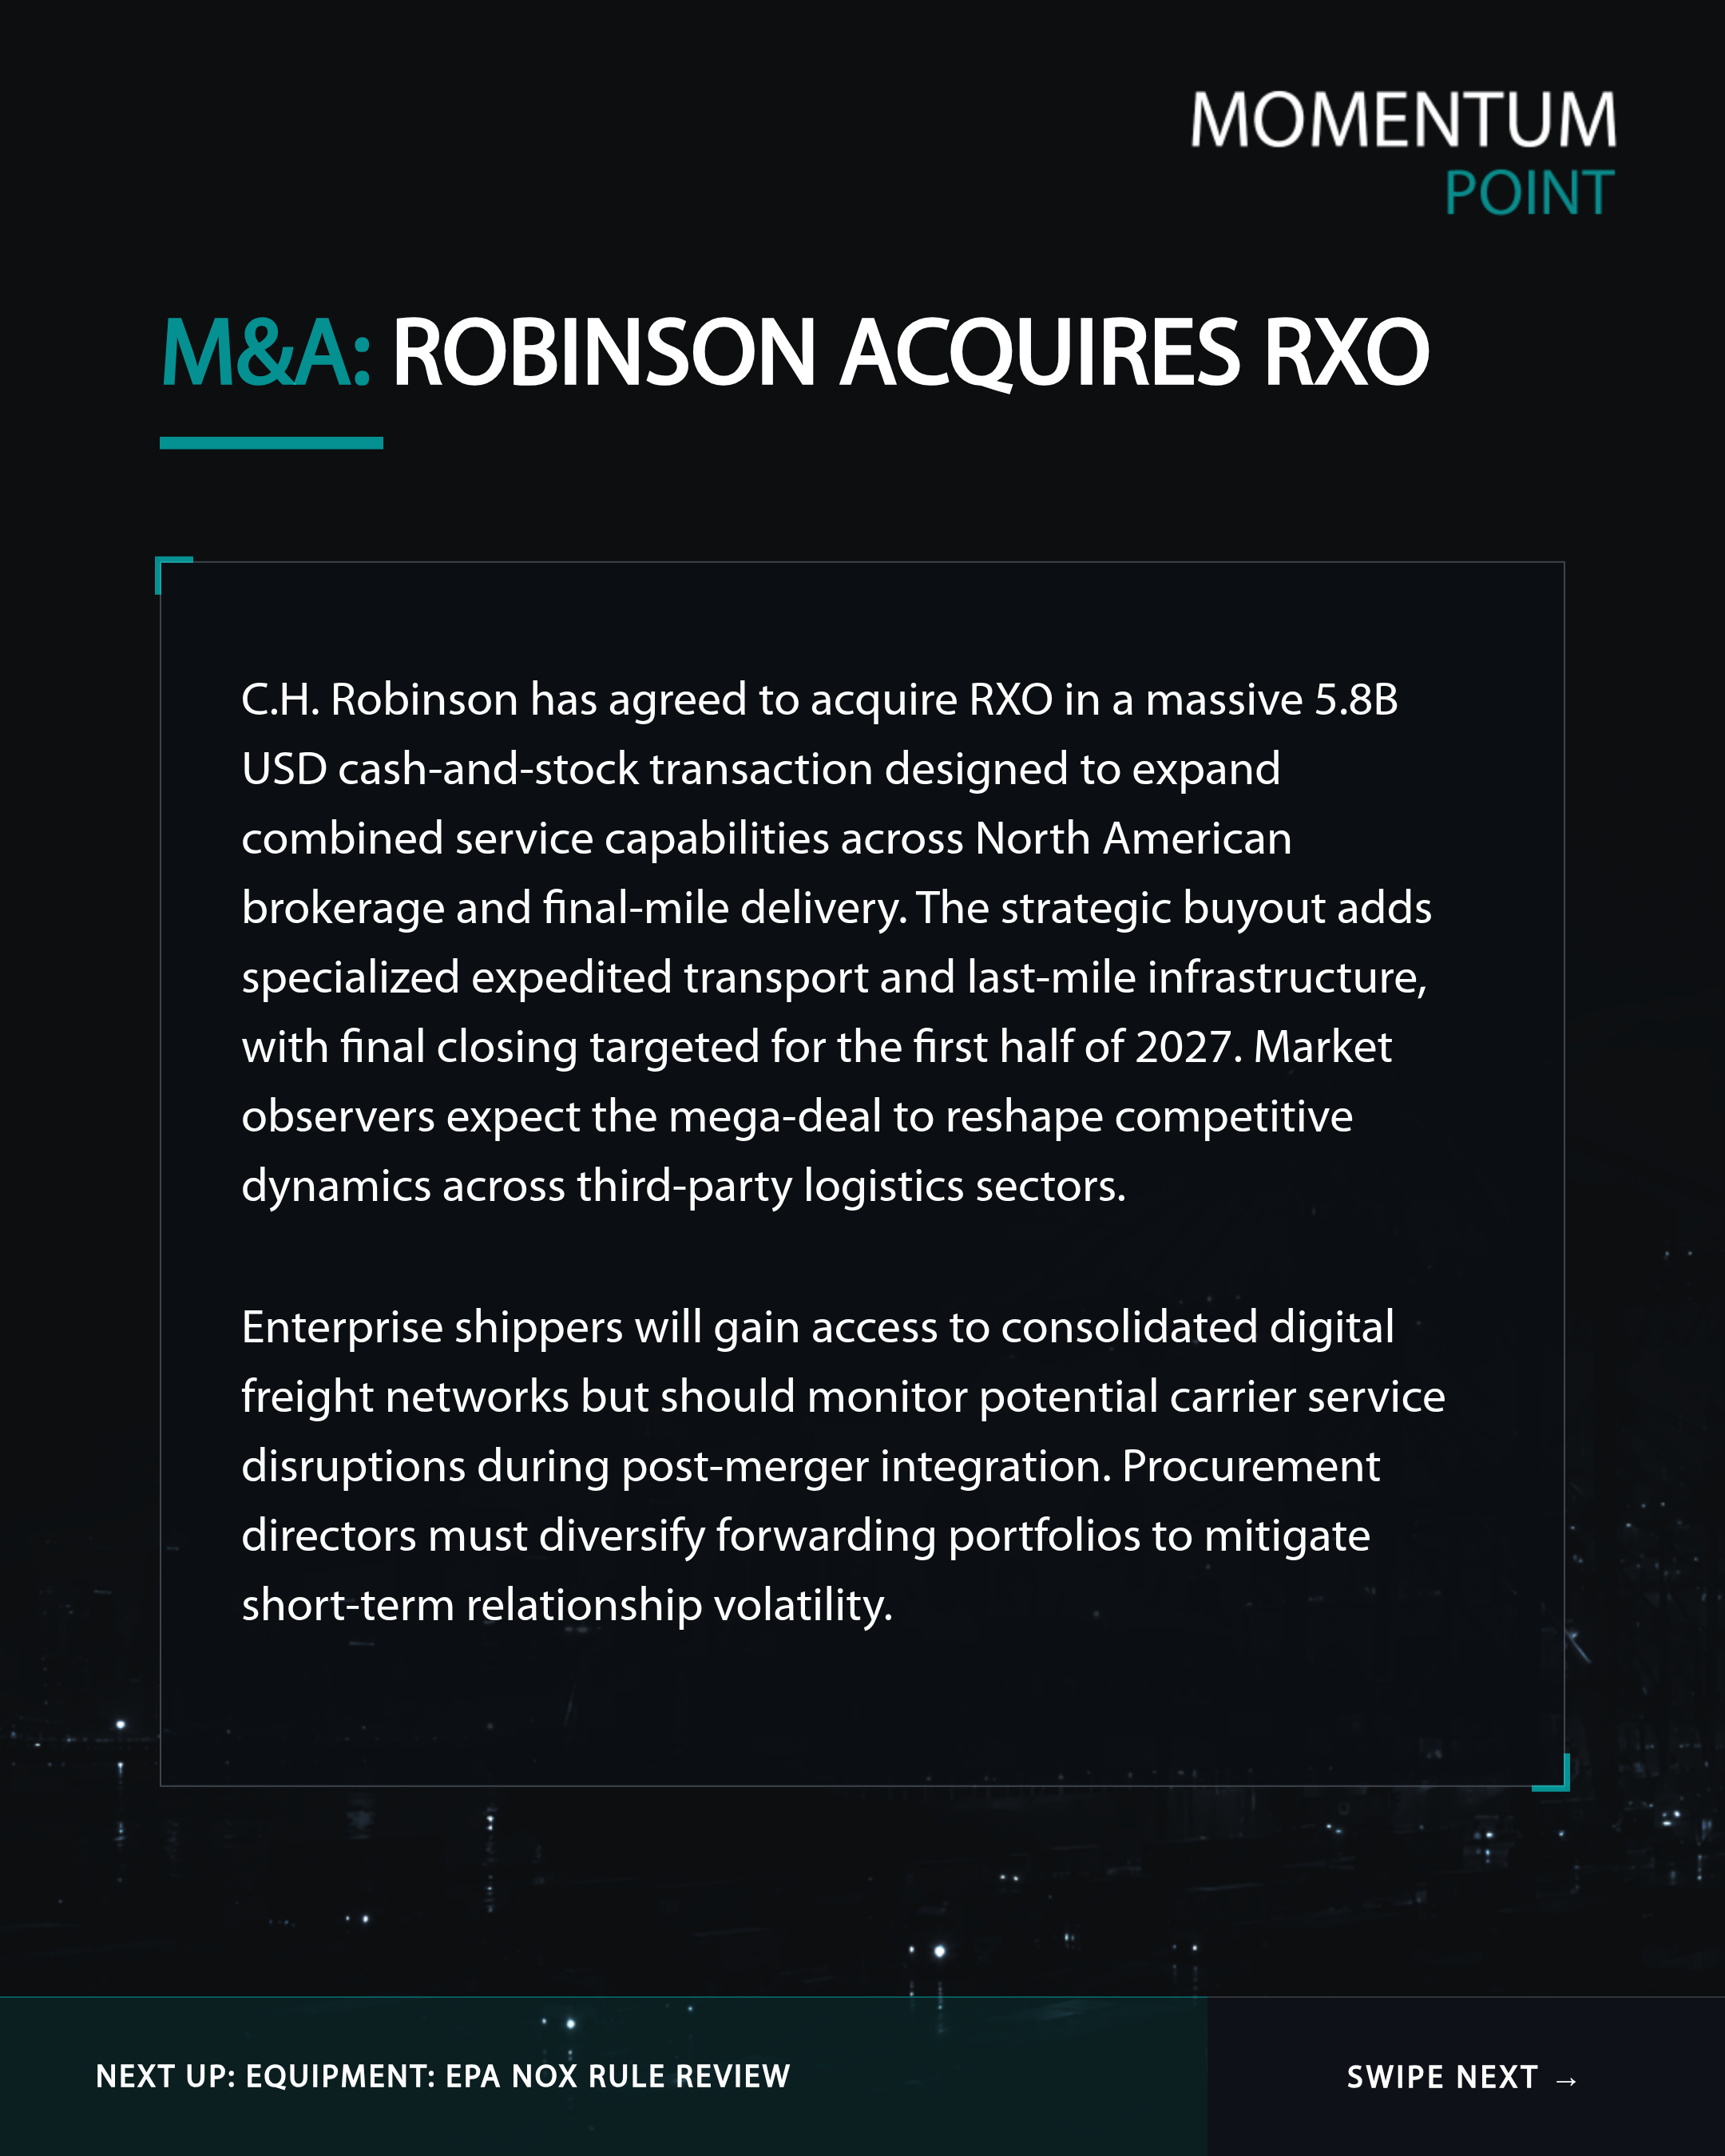 MOMENTUM
POINT
M&A: ROBINSON ACQUIRES RXO
C.H. Robinson has agreed to acquire RXO in a massive 5.8B
USD cash-and-stock transaction designed to expand
combined service capabilities across North American
brokerage and final-mile delivery. The strategic buyout adds
specialized expedited transport and last-mile infrastructure,
with final closing targeted for the first half of 2027. Market
observers expect the mega-deal to reshape competitive
dynamics across third-party logistics sectors.
Enterprise shippers will gain access to consolidated digital
freight networks but should monitor potential carrier service
disruptions during post-merger integration. Procurement
directors must diversify forwarding portfolios to mitigate
short-term relationship volatility.
NEXT UP: EQUIPMENT: EPA NOX RULE REVIEW
SWIPE NEXT →